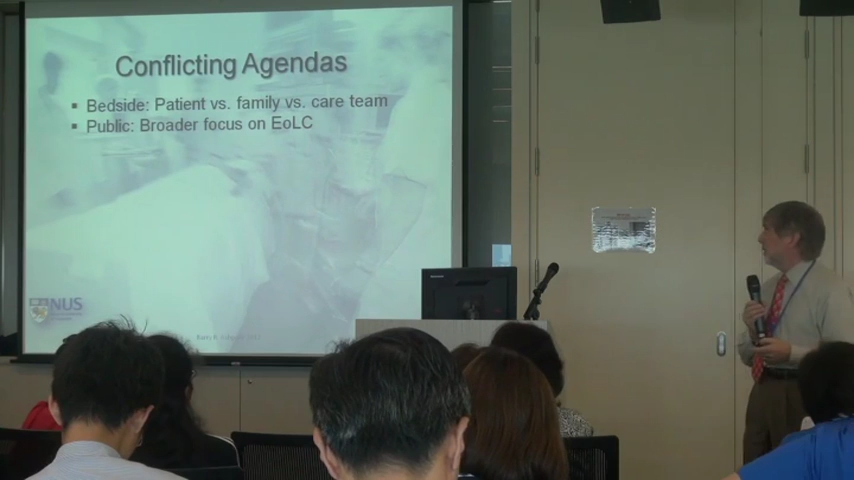 Conflicting Agendas
▪ Bedside: Patient vs. family vs. care team
▪ Public: Broader focus on EoLC
NUS